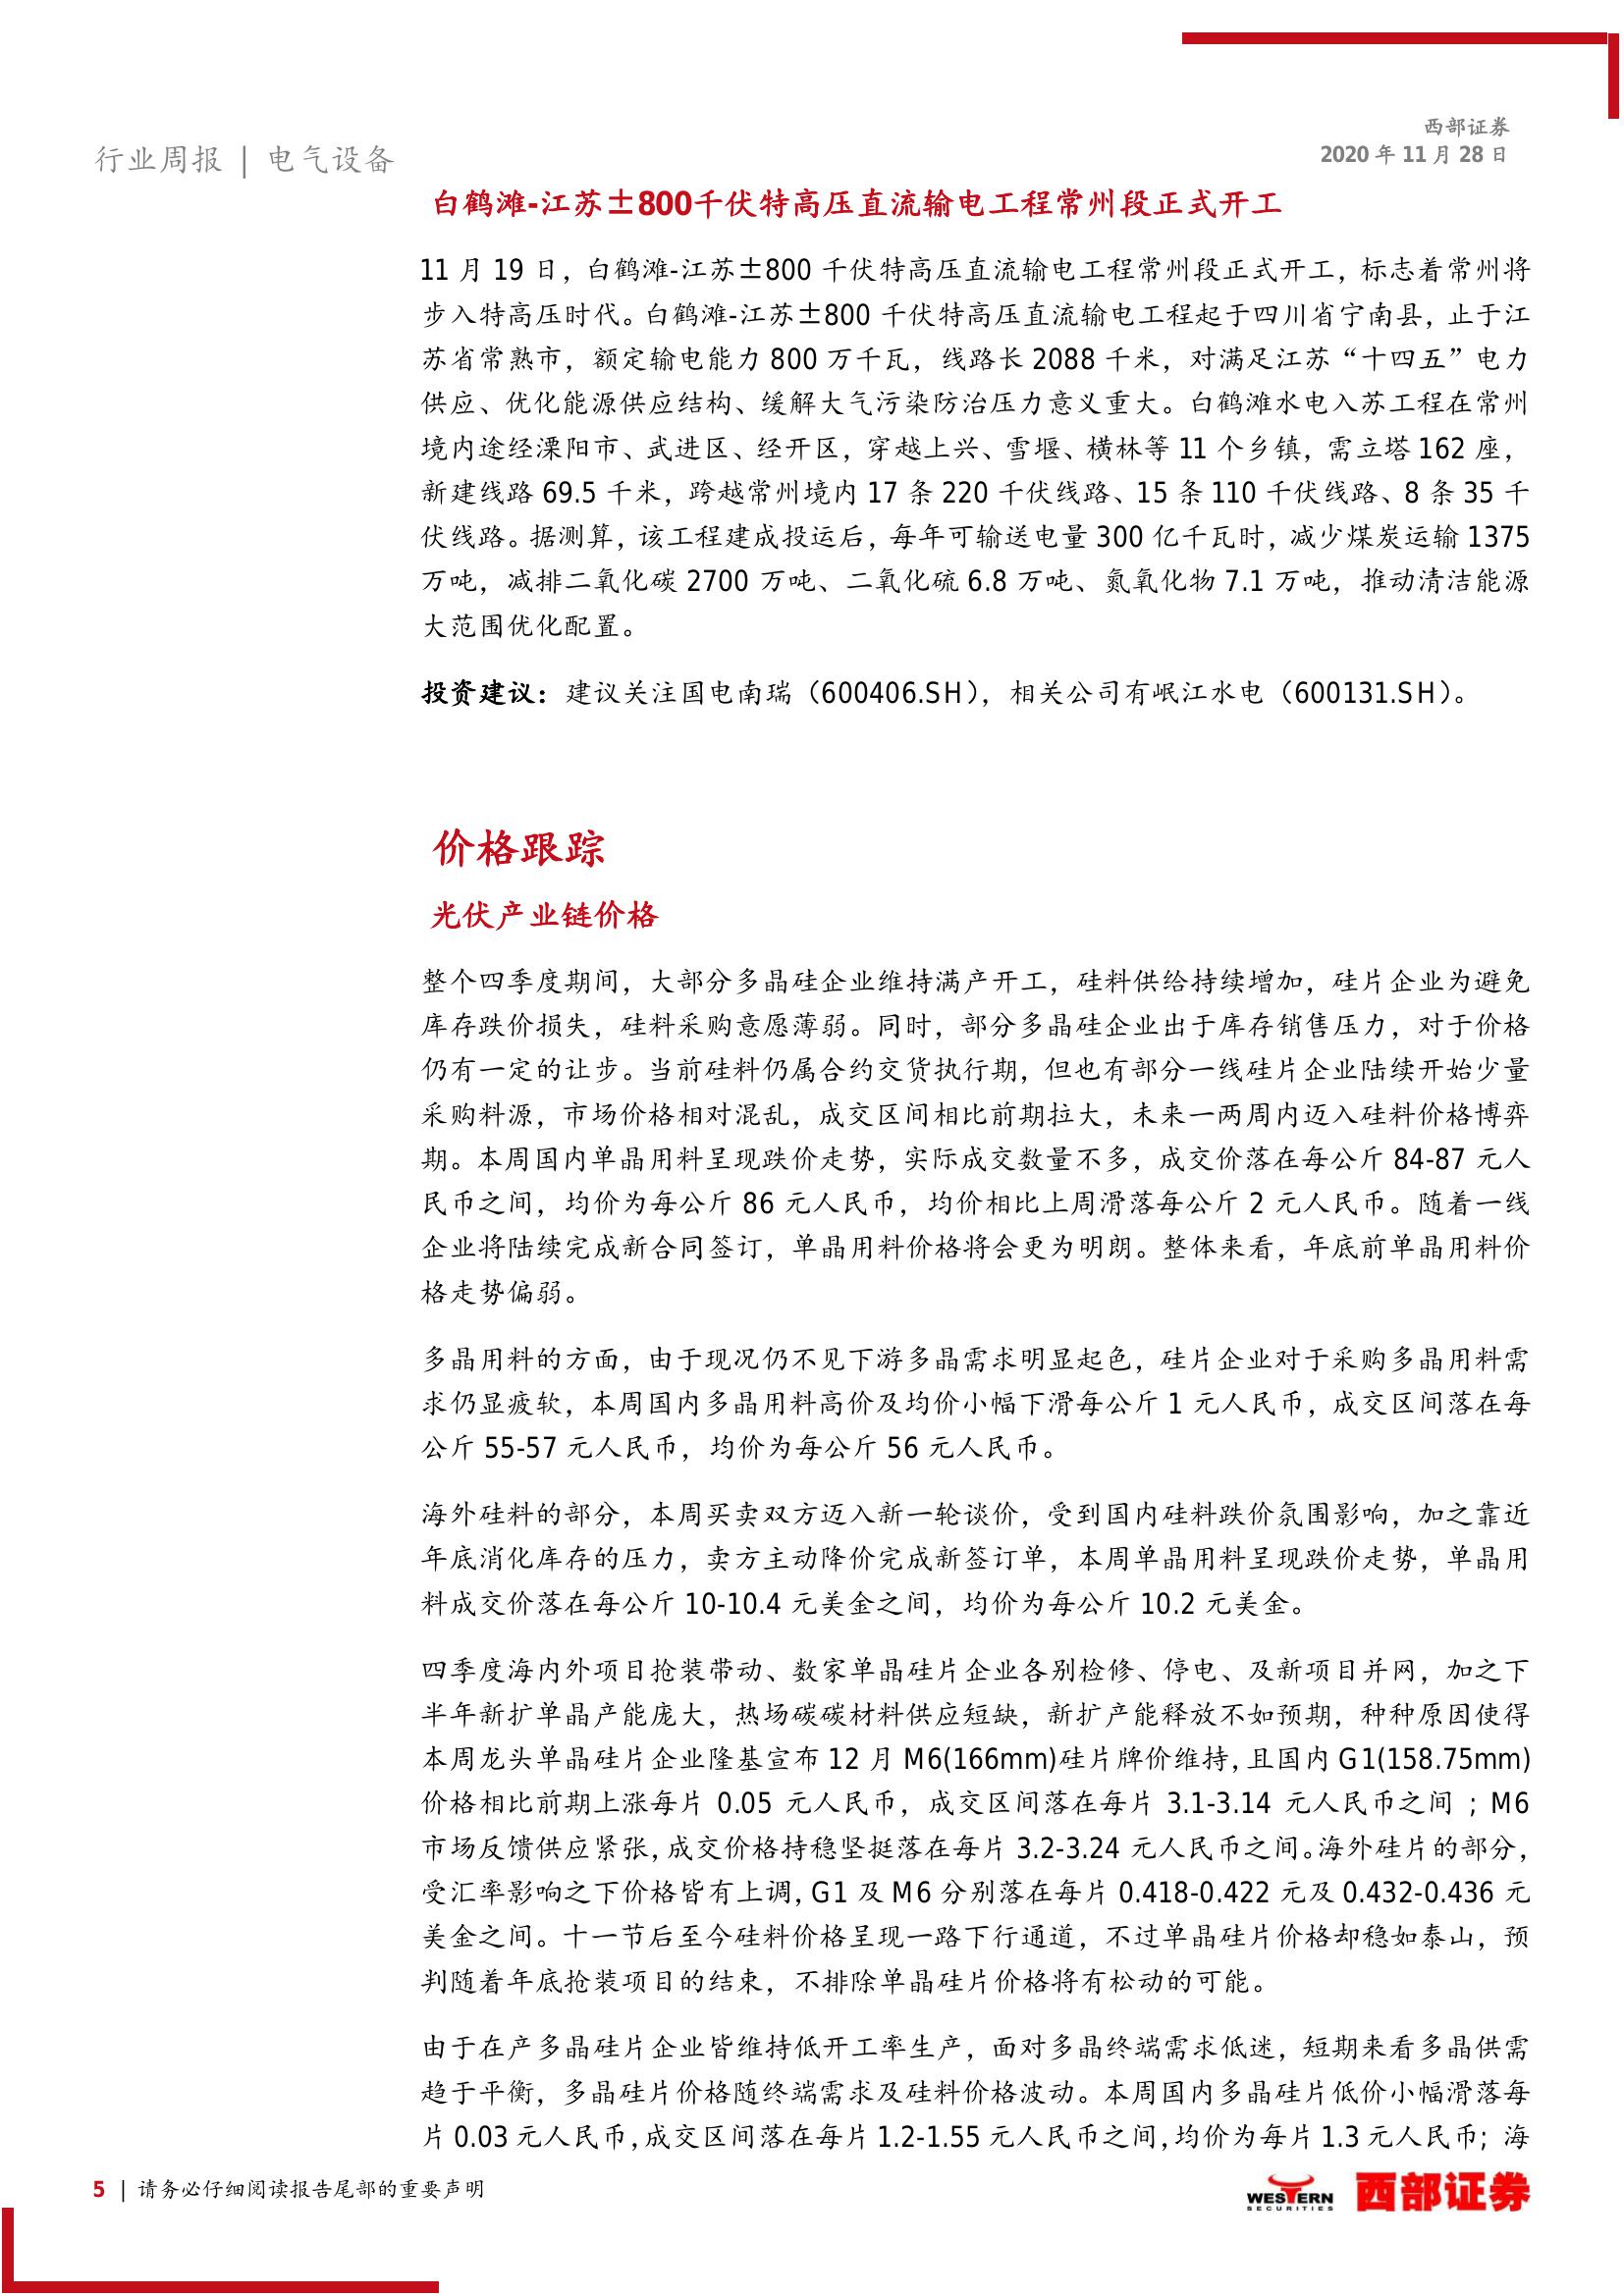 西部证券
2020 年 11 月 28 日
行业周报 | 电气设备
白鹤滩-江苏±800千伏特高压直流输电工程常州段正式开工
11 月 19 日，白鹤滩-江苏±800 千伏特高压直流输电工程常州段正式开工，标志着常州将
步入特高压时代。白鹤滩-江苏±800 千伏特高压直流输电工程起于四川省宁南县，止于江
苏省常熟市，额定输电能力 800 万千瓦，线路长 2088 千米，对满足江苏“十四五”电力
供应、优化能源供应结构、缓解大气污染防治压力意义重大。白鹤滩水电入苏工程在常州
境内途经溧阳市、武进区、经开区，穿越上兴、雪堰、横林等 11 个乡镇，需立塔 162 座，
新建线路 69.5 千米，跨越常州境内 17 条 220 千伏线路、15 条 110 千伏线路、8 条 35 千
伏线路。据测算，该工程建成投运后，每年可输送电量 300 亿千瓦时，减少煤炭运输 1375
万吨，减排二氧化碳 2700 万吨、二氧化硫 6.8 万吨、氮氧化物 7.1 万吨，推动清洁能源
大范围优化配置。
投资建议：建议关注国电南瑞（600406.SH），相关公司有岷江水电（600131.SH）。
价格跟踪
光伏产业链价格
整个四季度期间，大部分多晶硅企业维持满产开工，硅料供给持续增加，硅片企业为避免
库存跌价损失，硅料采购意愿薄弱。同时，部分多晶硅企业出于库存销售压力，对于价格
仍有一定的让步。当前硅料仍属合约交货执行期，但也有部分一线硅片企业陆续开始少量
采购料源，市场价格相对混乱，成交区间相比前期拉大，未来一两周内迈入硅料价格博弈
期。本周国内单晶用料呈现跌价走势，实际成交数量不多，成交价落在每公斤 84-87 元人
民币之间，均价为每公斤 86 元人民币，均价相比上周滑落每公斤 2 元人民币。随着一线
企业将陆续完成新合同签订，单晶用料价格将会更为明朗。整体来看，年底前单晶用料价
格走势偏弱。
多晶用料的方面，由于现况仍不见下游多晶需求明显起色，硅片企业对于采购多晶用料需
求仍显疲软，本周国内多晶用料高价及均价小幅下滑每公斤 1 元人民币，成交区间落在每
公斤 55-57 元人民币，均价为每公斤 56 元人民币。
海外硅料的部分，本周买卖双方迈入新一轮谈价，受到国内硅料跌价氛围影响，加之靠近
年底消化库存的压力，卖方主动降价完成新签订单，本周单晶用料呈现跌价走势，单晶用
料成交价落在每公斤 10-10.4 元美金之间，均价为每公斤 10.2 元美金。
四季度海内外项目抢装带动、数家单晶硅片企业各别检修、停电、及新项目并网，加之下
半年新扩单晶产能庞大，热场碳碳材料供应短缺，新扩产能释放不如预期，种种原因使得
本周龙头单晶硅片企业隆基宣布 12 月 M6(166mm)硅片牌价维持，且国内 G1(158.75mm)
价格相比前期上涨每片 0.05 元人民币，成交区间落在每片 3.1-3.14 元人民币之间；M6
市场反馈供应紧张，成交价格持稳坚挺落在每片 3.2-3.24 元人民币之间。海外硅片的部分，
受汇率影响之下价格皆有上调，G1 及 M6 分别落在每片 0.418-0.422 元及 0.432-0.436 元
美金之间。十一节后至今硅料价格呈现一路下行通道，不过单晶硅片价格却稳如泰山，预
判随着年底抢装项目的结束，不排除单晶硅片价格将有松动的可能。
由于在产多晶硅片企业皆维持低开工率生产，面对多晶终端需求低迷，短期来看多晶供需
趋于平衡，多晶硅片价格随终端需求及硅料价格波动。本周国内多晶硅片低价小幅滑落每
片 0.03 元人民币，成交区间落在每片 1.2-1.55 元人民币之间，均价为每片 1.3 元人民币；海
5 | 请务必仔细阅读报告尾部的重要声明
WESTERN
SECURITIES
西部证券